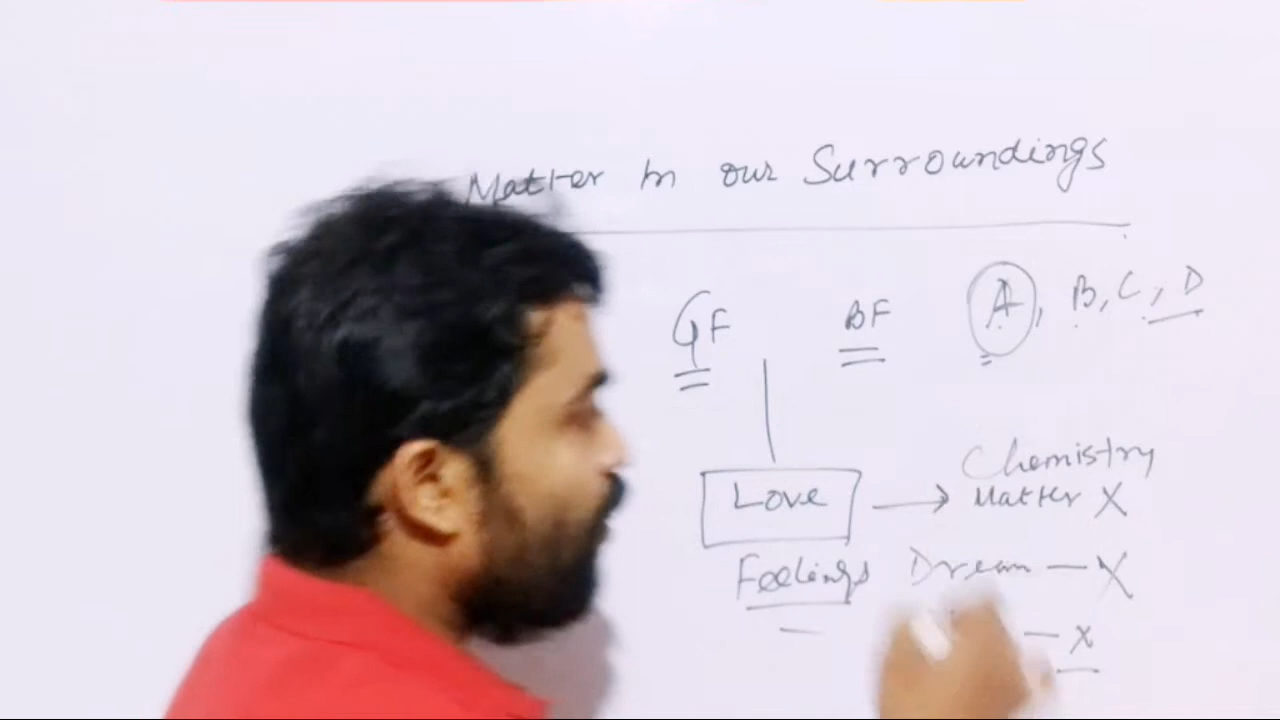 Matter In our Surroundings
GF BF A, B, C, D
Chemistry
Love → Matter X
Feelings Dream — X
— x